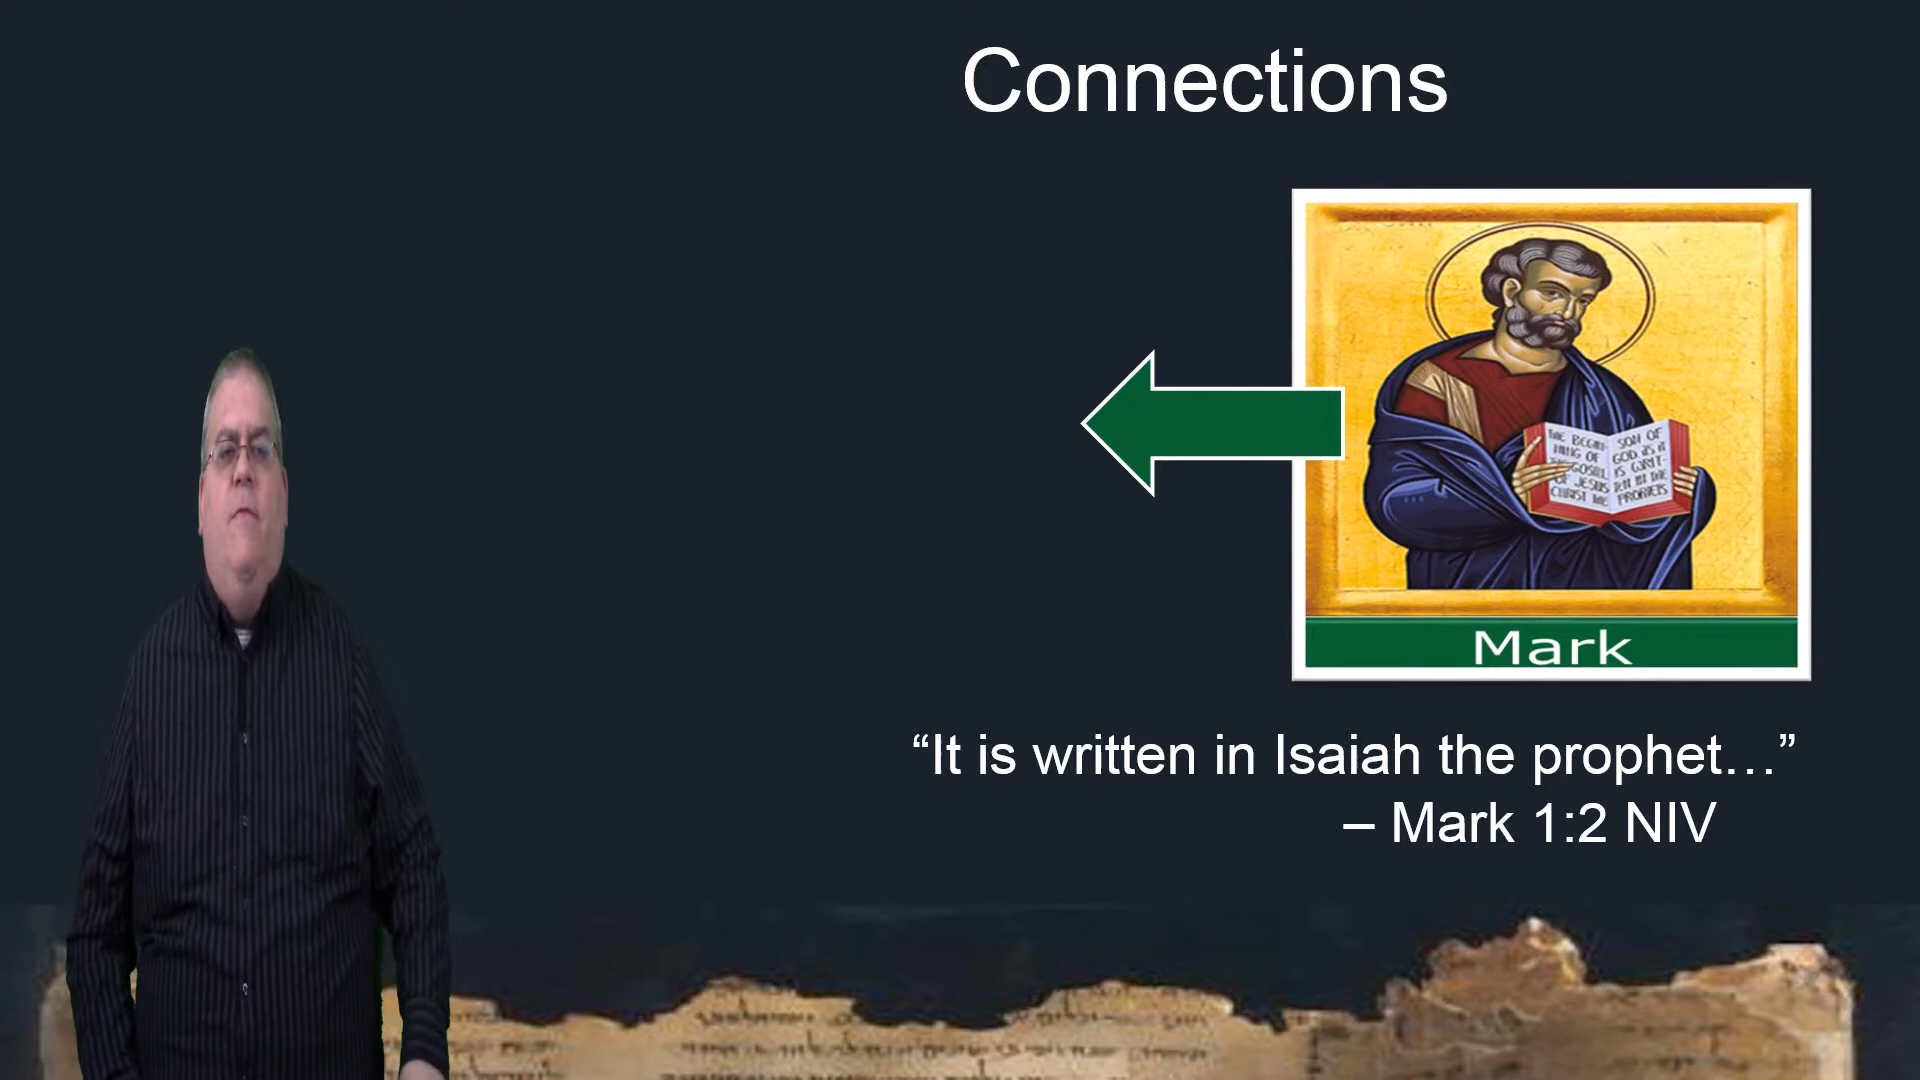 Connections
THE BEGIN-
NING OF
GOSPEL
OF JESUS
CHRIST THE
SON OF
GOD AS IT
IS WRIT-
TEN IN THE
PROPHETS
Mark
“It is written in Isaiah the prophet…”
– Mark 1:2 NIV